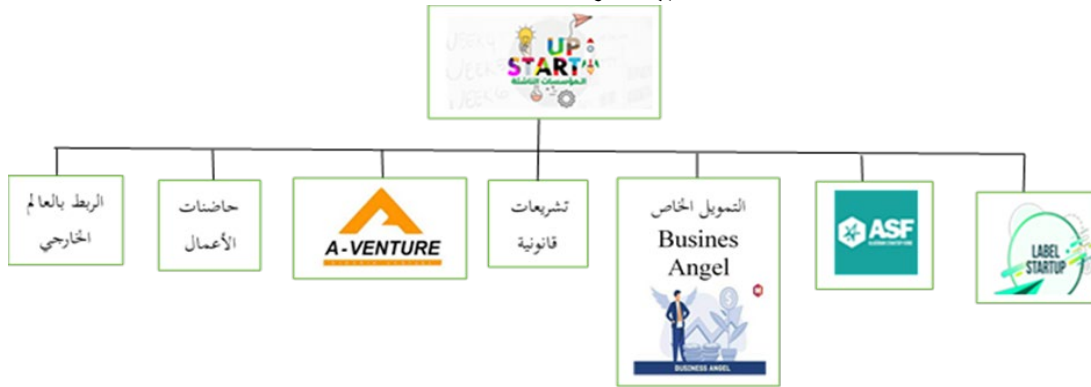 UP
START
المؤسسات الناشئة
الربط بالعالم
الخارجي
حاضنات
الأعمال
A-VENTURE
تشريعات
قانونية
التمويل الخاص
Busines
Angel
BUSINESS ANGEL
ASF
LABEL
STARTUP